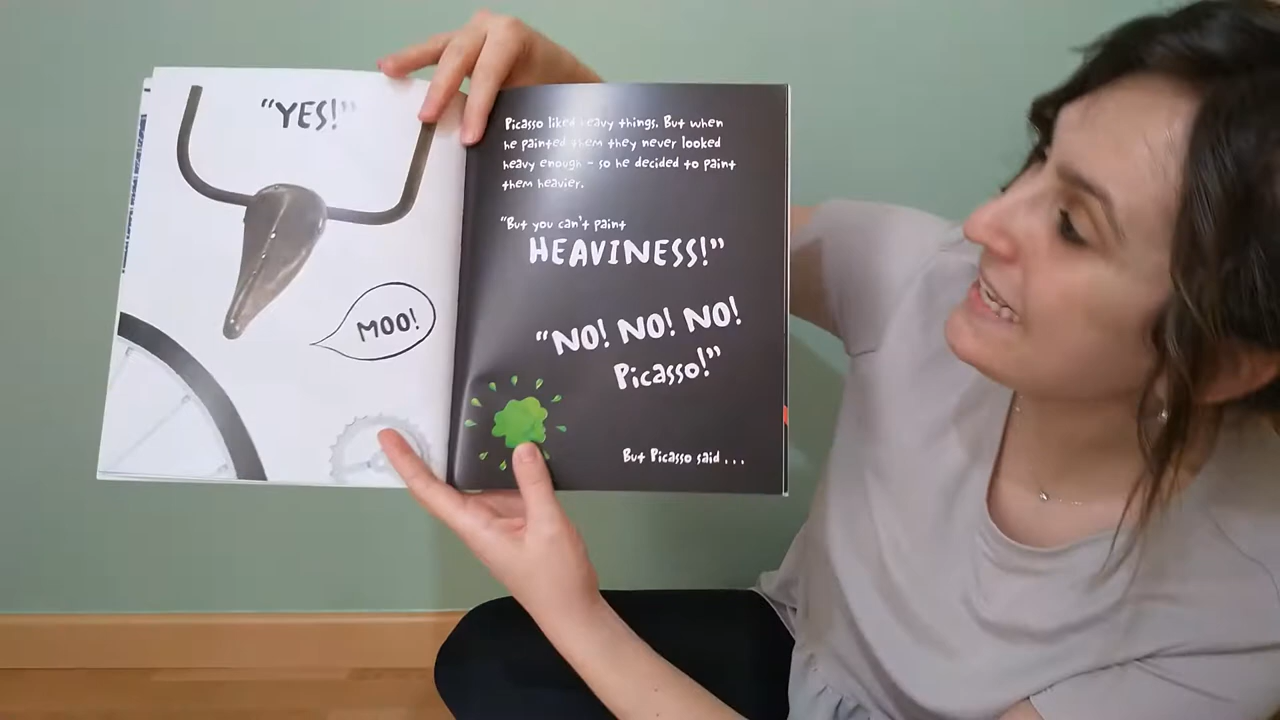 “YES!”
MOO!
Picasso liked heavy things. But when
he painted them they never looked
heavy enough – so he decided to paint
them heavier.
“But you can’t paint
HEAVINESS!”
“NO! NO! NO!
Picasso!”
But Picasso said . . .